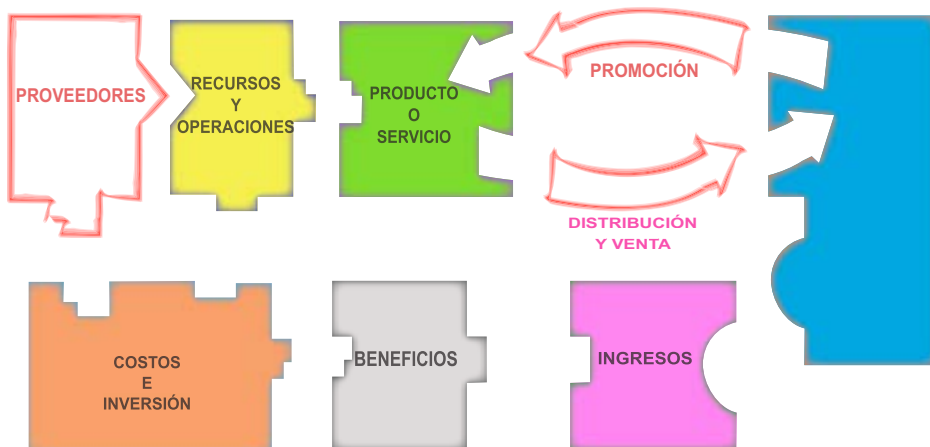 PROVEEDORES
RECURSOS
Y
OPERACIONES
PRODUCTO
O
SERVICIO
PROMOCIÓN
DISTRIBUCIÓN
Y VENTA
COSTOS
E
INVERSIÓN
BENEFICIOS
INGRESOS